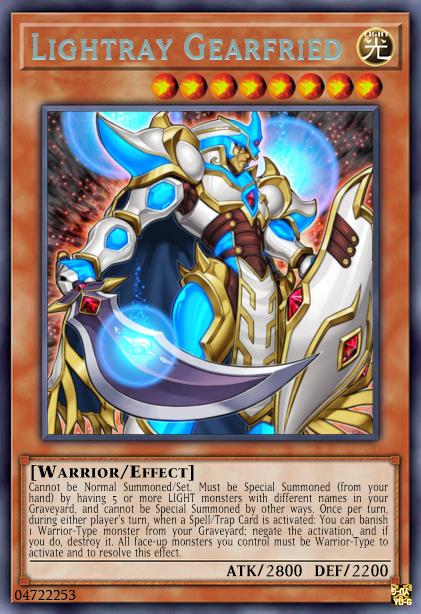 Lightray Gearfried
LIGHT
光
[Warrior/Effect]
Cannot be Normal Summoned/Set. Must be Special Summoned (from your
hand) by having 5 or more LIGHT monsters with different names in your
Graveyard, and cannot be Special Summoned by other ways. Once per turn,
during either player's turn, when a Spell/Trap Card is activated: You can banish
1 Warrior-Type monster from your Graveyard; negate the activation, and if
you do, destroy it. All face-up monsters you control must be Warrior-Type to
activate and to resolve this effect.
ATK/2800 DEF/2200
04722253